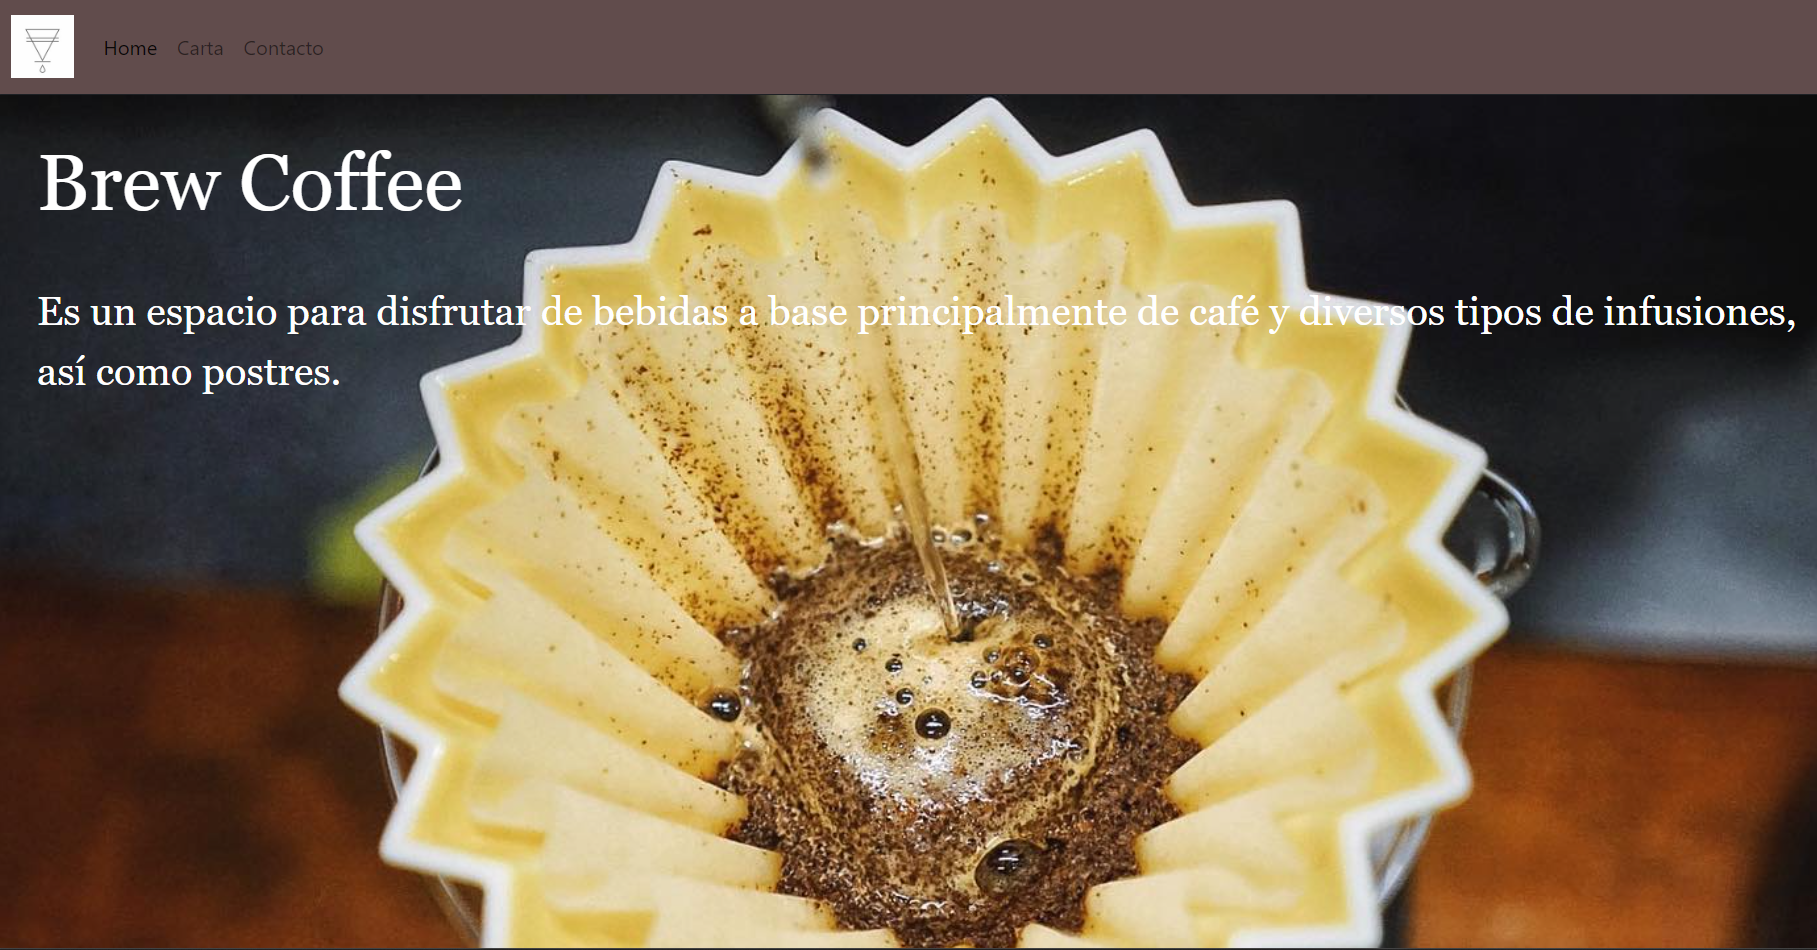 Home Carta Contacto
Brew Coffee
Es un espacio para disfrutar de bebidas a base principalmente de café y diversos tipos de infusiones,
así como postres.